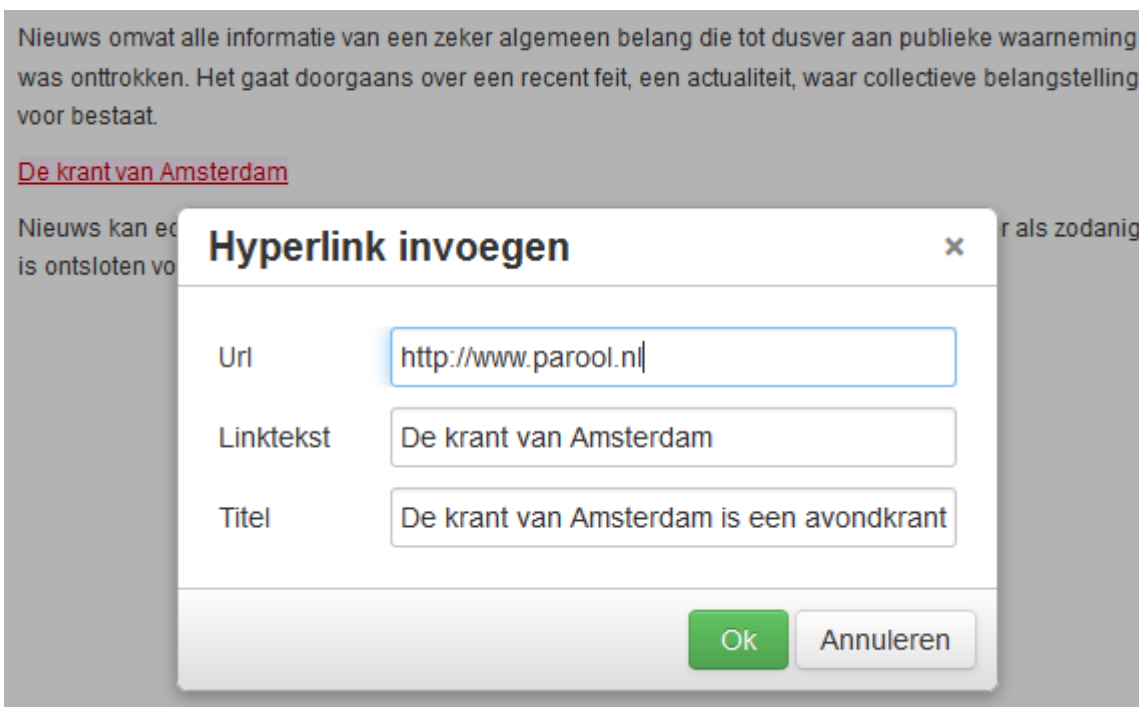 Nieuws omvat alle informatie van een zeker algemeen belang die tot dusver aan publieke waarneming
was onttrokken. Het gaat doorgaans over een recent feit, een actualiteit, waar collectieve belangstelling
voor bestaat.
De krant van Amsterdam
Nieuws kan r als zodanig
is ontsloten
Hyperlink invoegen ×
Url http://www.parool.nl
Linktekst De krant van Amsterdam
Titel De krant van Amsterdam is een avondkrant
Ok Annuleren